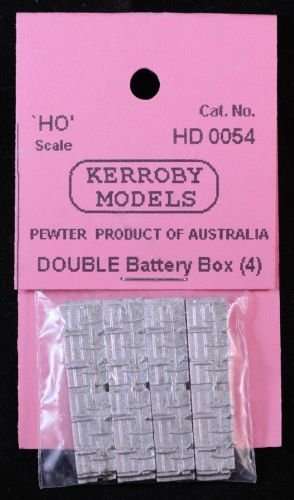 'HO'
Scale
Cat. No.
HD 0054
KERROBY
MODELS
PEWTER PRODUCT OF AUSTRALIA
DOUBLE Battery Box (4)